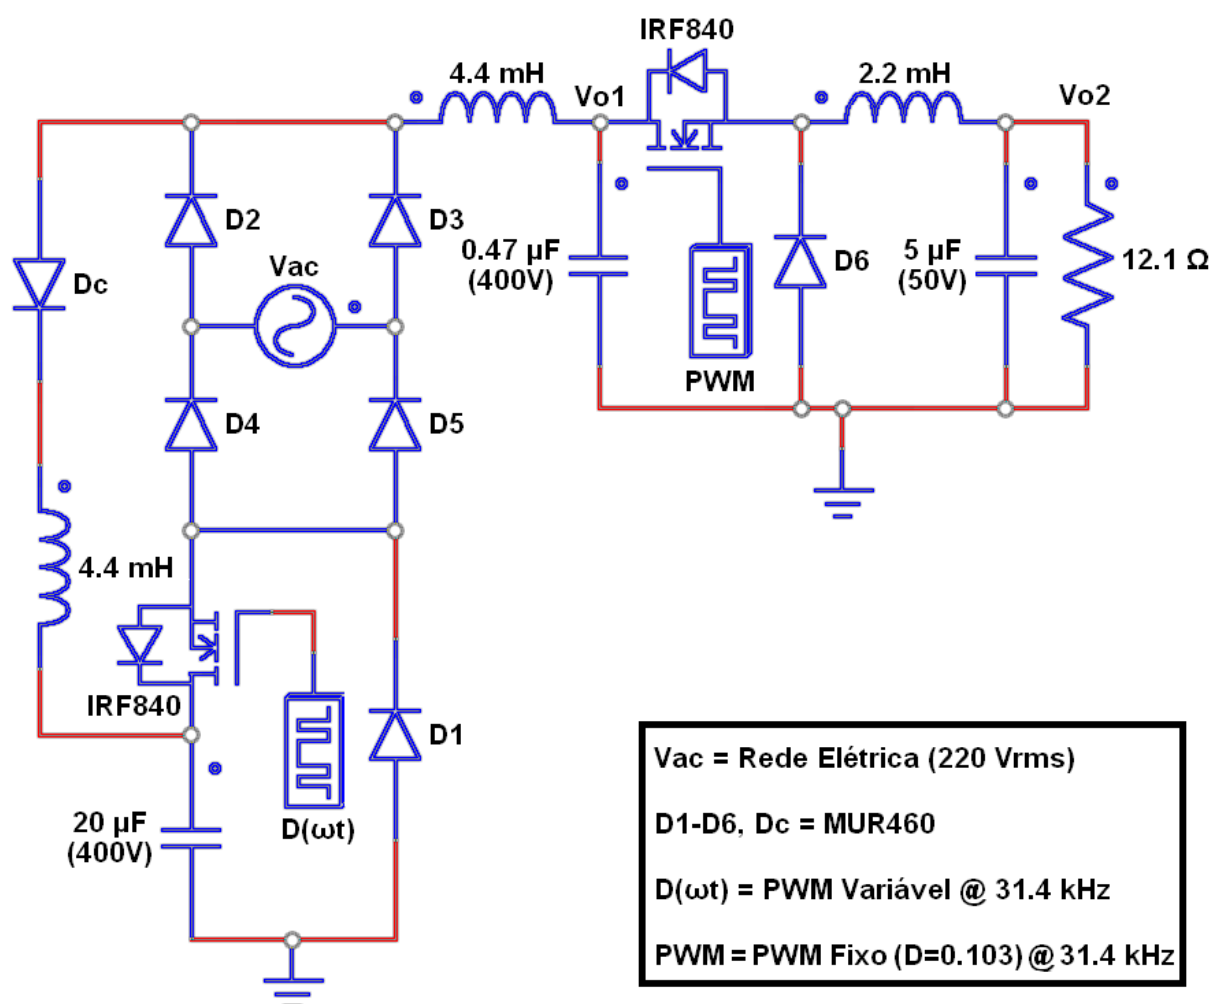 IRF840
4.4 mH
Vo1
2.2 mH
Vo2
D2
D3
Dc
Vac
0.47 µF
(400V)
D6
5 µF
(50V)
12.1 Ω
PWM
D4
D5
4.4 mH
IRF840
D1
20 µF
(400V)
D(ωt)
Vac = Rede Elétrica (220 Vrms)
D1-D6, Dc = MUR460
D(ωt) = PWM Variável @ 31.4 kHz
PWM = PWM Fixo (D=0.103) @ 31.4 kHz